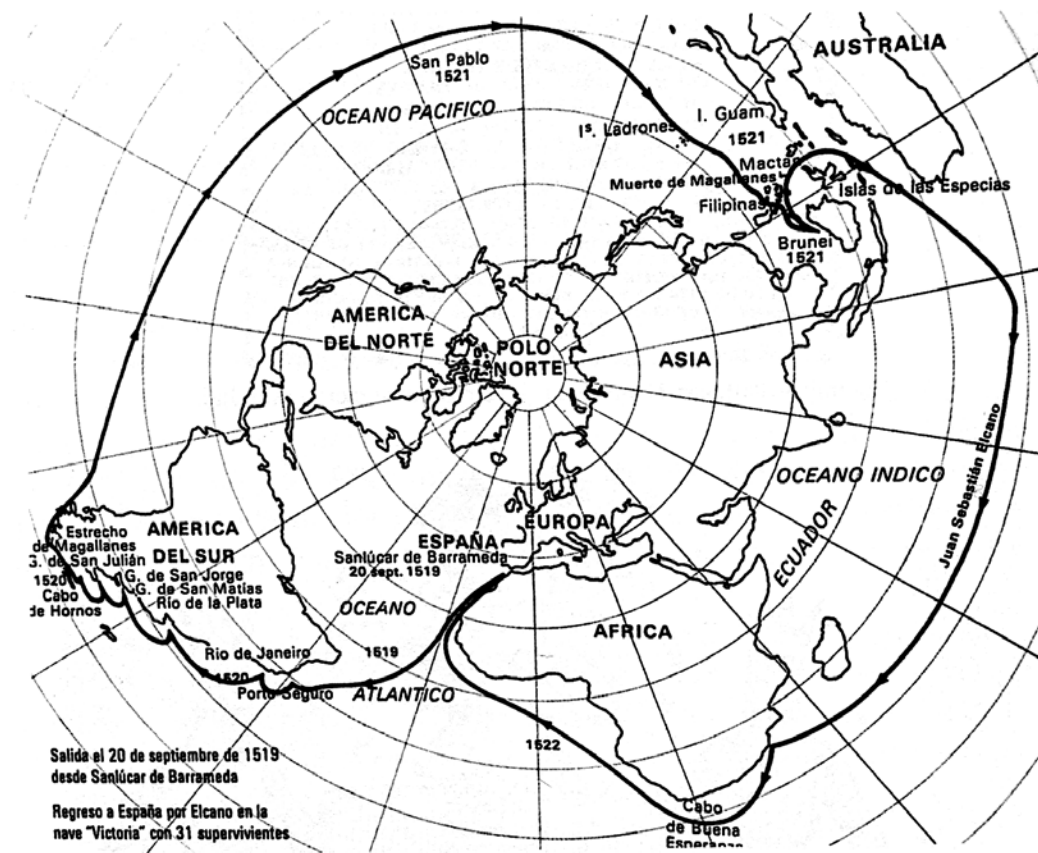 AUSTRALIA
San Pablo
1521
OCEANO PACIFICO
I. Guam
1521
Iˢ. Ladrones
Mactán
Muerte de Magallanes
Islas de las Especias
Filipinas
Brunei
1521
AMERICA
DEL NORTE
POLO
NORTE
ASIA
Juan Sebastián Elcano
OCEANO INDICO
ECUADOR
EUROPA
ESPAÑA
Sanlúcar de Barrameda
20 sept. 1519
AMERICA
DEL SUR
Estrecho
de Magallanes
G. de San Julián
1520
Cabo
de Hornos
G. de San Jorge
G. de San Matías
Río de la Plata
OCEANO
AFRICA
Rio de Janeiro
1519
1520
Porto Seguro
ATLANTICO
1522
Cabo
de Buena
Esperanza
Salida el 20 de septiembre de 1519
desde Sanlúcar de Barrameda
Regreso a España por Elcano en la
nave "Victoria" con 31 supervivientes